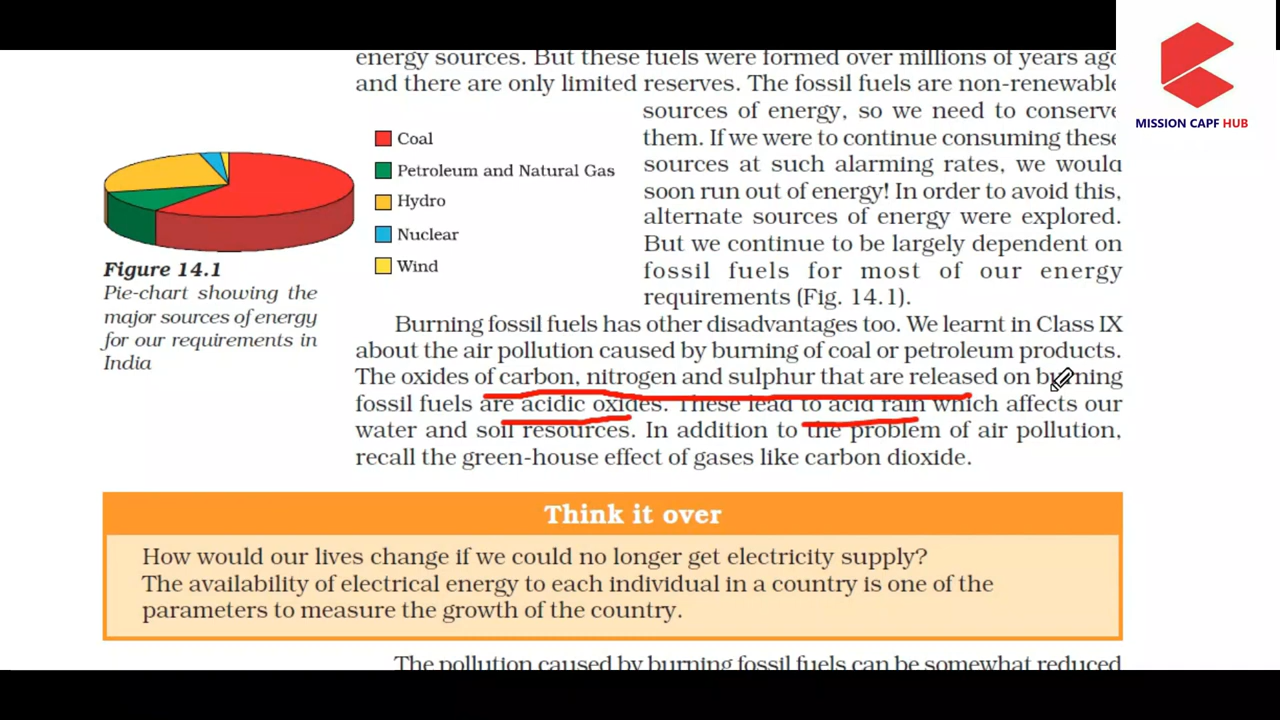 MISSION CAPF HUB
energy sources. But these fuels were formed over millions of years ago
and there are only limited reserves. The fossil fuels are non-renewable
sources of energy, so we need to conserve
them. If we were to continue consuming these
sources at such alarming rates, we would
soon run out of energy! In order to avoid this,
alternate sources of energy were explored.
But we continue to be largely dependent on
fossil fuels for most of our energy
requirements (Fig. 14.1).
Coal
Petroleum and Natural Gas
Hydro
Nuclear
Wind
Figure 14.1
Pie-chart showing the
major sources of energy
for our requirements in
India
Burning fossil fuels has other disadvantages too. We learnt in Class IX
about the air pollution caused by burning of coal or petroleum products.
The oxides of carbon, nitrogen and sulphur that are released on burning
fossil fuels are acidic oxides. These lead to acid rain which affects our
water and soil resources. In addition to the problem of air pollution,
recall the green-house effect of gases like carbon dioxide.
Think it over
How would our lives change if we could no longer get electricity supply?
The availability of electrical energy to each individual in a country is one of the
parameters to measure the growth of the country.
The pollution caused by burning fossil fuels can be somewhat reduced